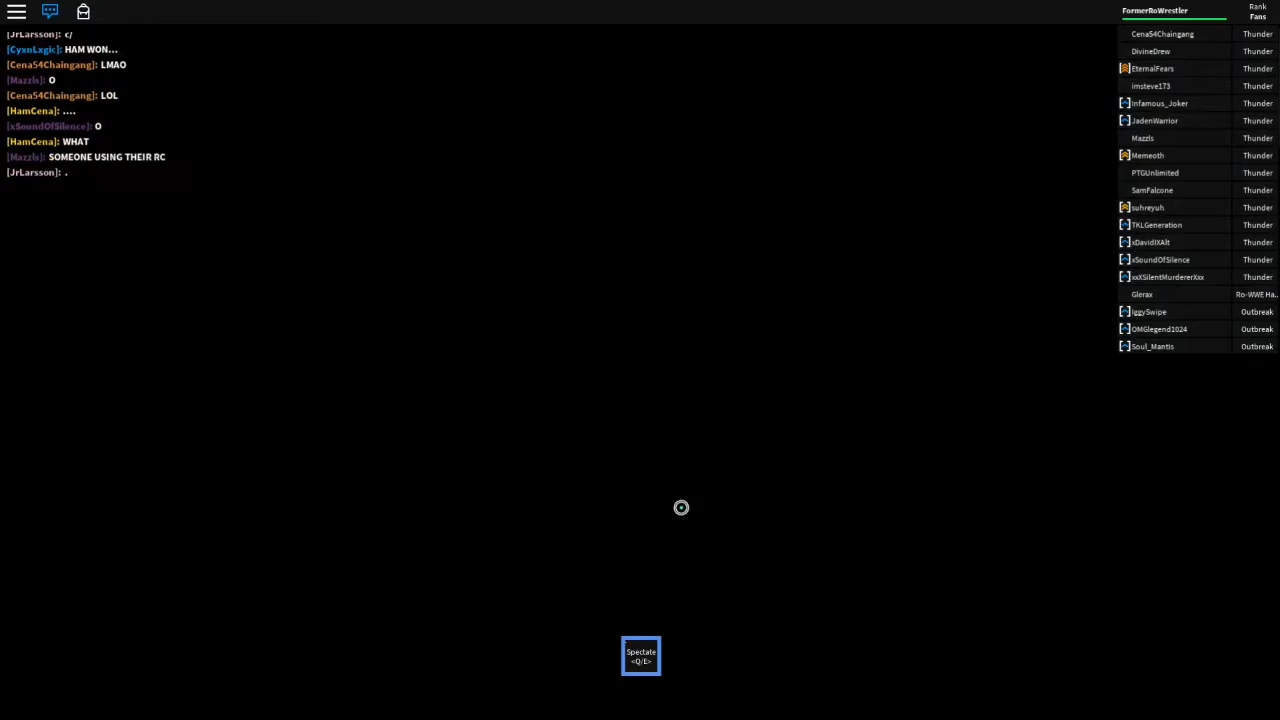 [JrLarsson]: c/
[CyxnLxgic]: HAM WON...
[Cena54Chaingang]: LMAO
[Mazzls]: O
[Cena54Chaingang]: LOL
[HamCena]: ....
[xSoundOfSilence]: O
[HamCena]: WHAT
[Mazzls]: SOMEONE USING THEIR RC
[JrLarsson]: .
FormerRoWrestler Rank
Fans
Cena54Chaingang Thunder
DivineDrew Thunder
EternalFears Thunder
imsteve173 Thunder
Infamous_Joker Thunder
JadenWarrior Thunder
Mazzls Thunder
Memeoth Thunder
PTGUnlimited Thunder
SamFalcone Thunder
suhreyuh Thunder
TKLGeneration Thunder
xDavidIXAlt Thunder
xSoundOfSilence Thunder
xxXSilentMurdererXxx Thunder
Glerax Ro-WWE Ha..
IggySwipe Outbreak
OMGlegend1024 Outbreak
Soul_Mantis Outbreak
Spectate
<Q/E>